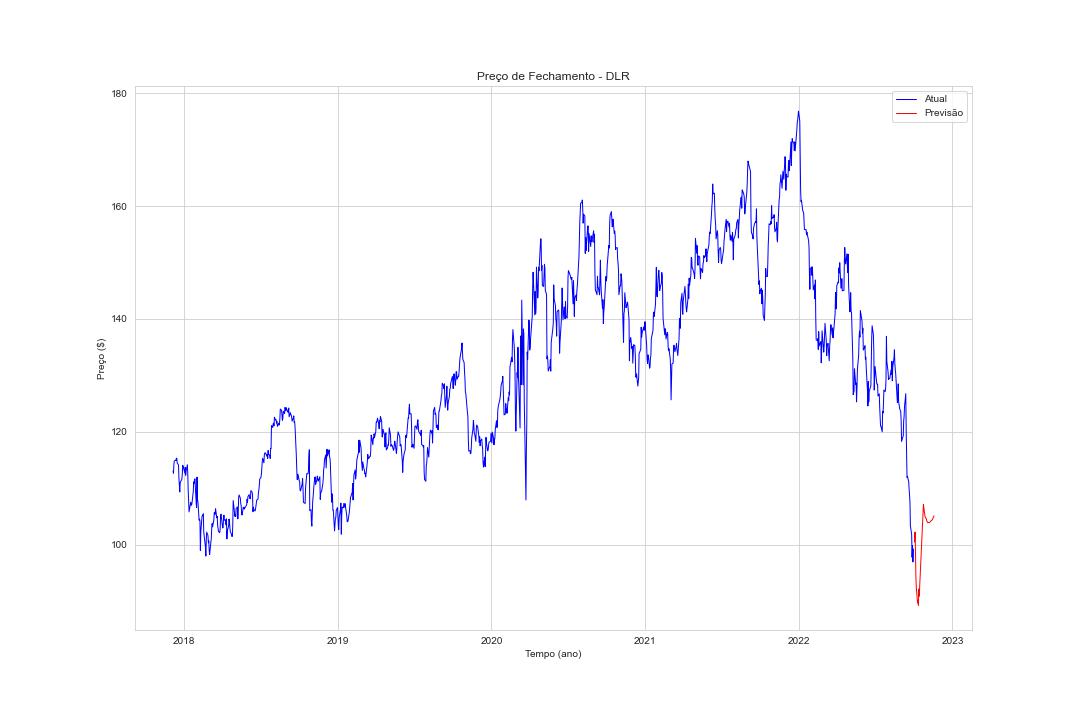 Preço de Fechamento - DLR
Atual
Previsão
180
160
140
120
100
Preço ($)
2018 2019 2020 2021 2022 2023
Tempo (ano)